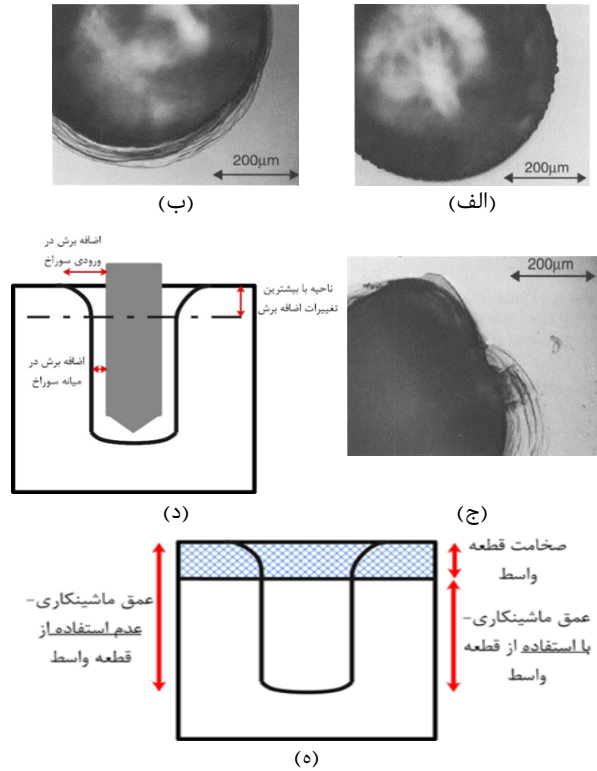 200μm
(الف)
200μm
(ب)
200μm
(ج)
اضافه برش در
ورودی سوراخ
ناحیه با بیشترین
تغییرات اضافه برش
اضافه برش در
میانه سوراخ
(د)
ضخامت قطعه
واسط
عمق ماشینکاری-
با استفاده از قطعه
واسط
عمق ماشینکاری-
عدم استفاده از
قطعه واسط
(ه)